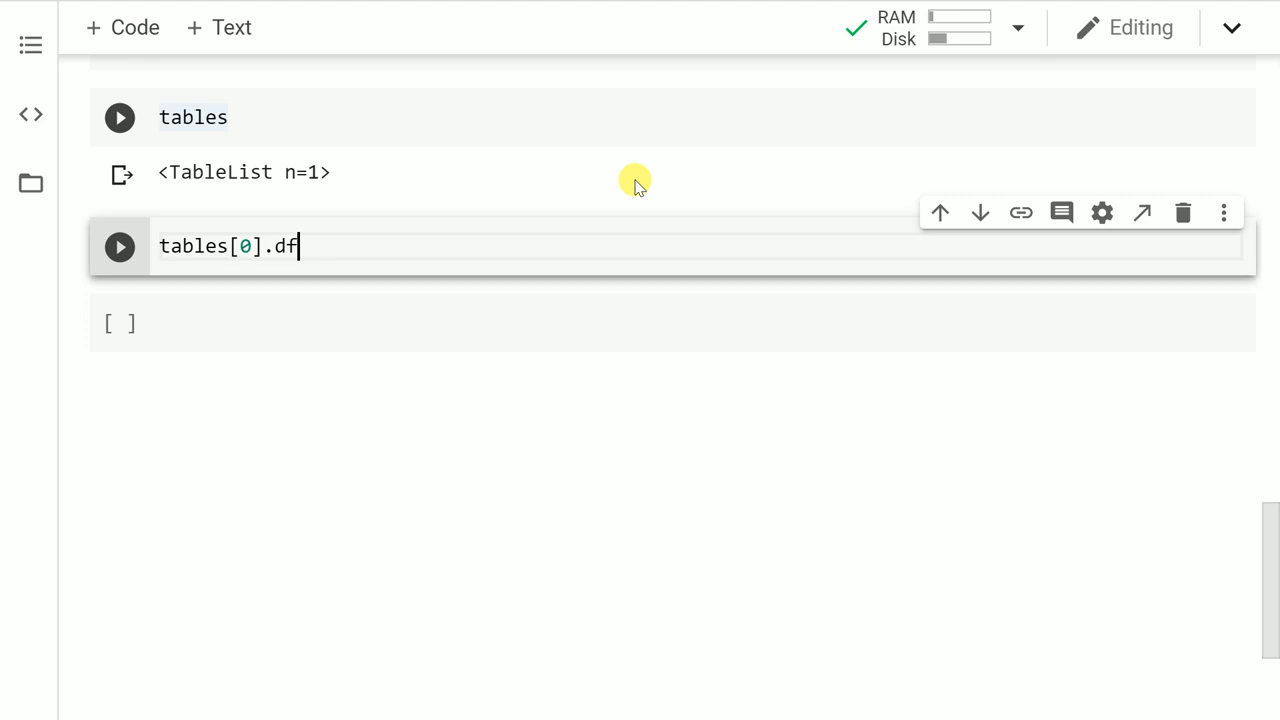 + Code + Text
RAM
Disk
Editing
tables
<TableList n=1>
tables[0].df
[ ]